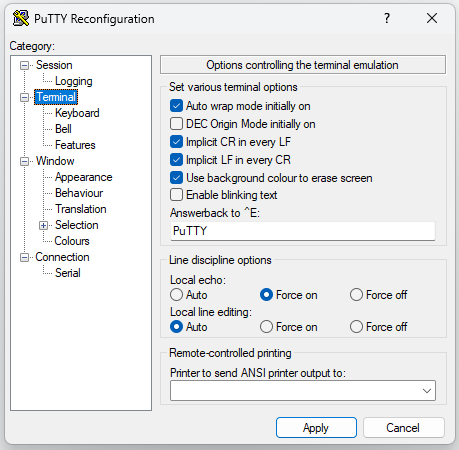 PuTTY Reconfiguration
Category:
Session
Logging
Terminal
Keyboard
Bell
Features
Window
Appearance
Behaviour
Translation
Selection
Colours
Connection
Serial
Options controlling the terminal emulation
Set various terminal options
Auto wrap mode initially on
DEC Origin Mode initially on
Implicit CR in every LF
Implicit LF in every CR
Use background colour to erase screen
Enable blinking text
Answerback to ^E:
PuTTY
Line discipline options
Local echo:
Auto Force on Force off
Local line editing:
Auto Force on Force off
Remote-controlled printing
Printer to send ANSI printer output to:
Apply Cancel